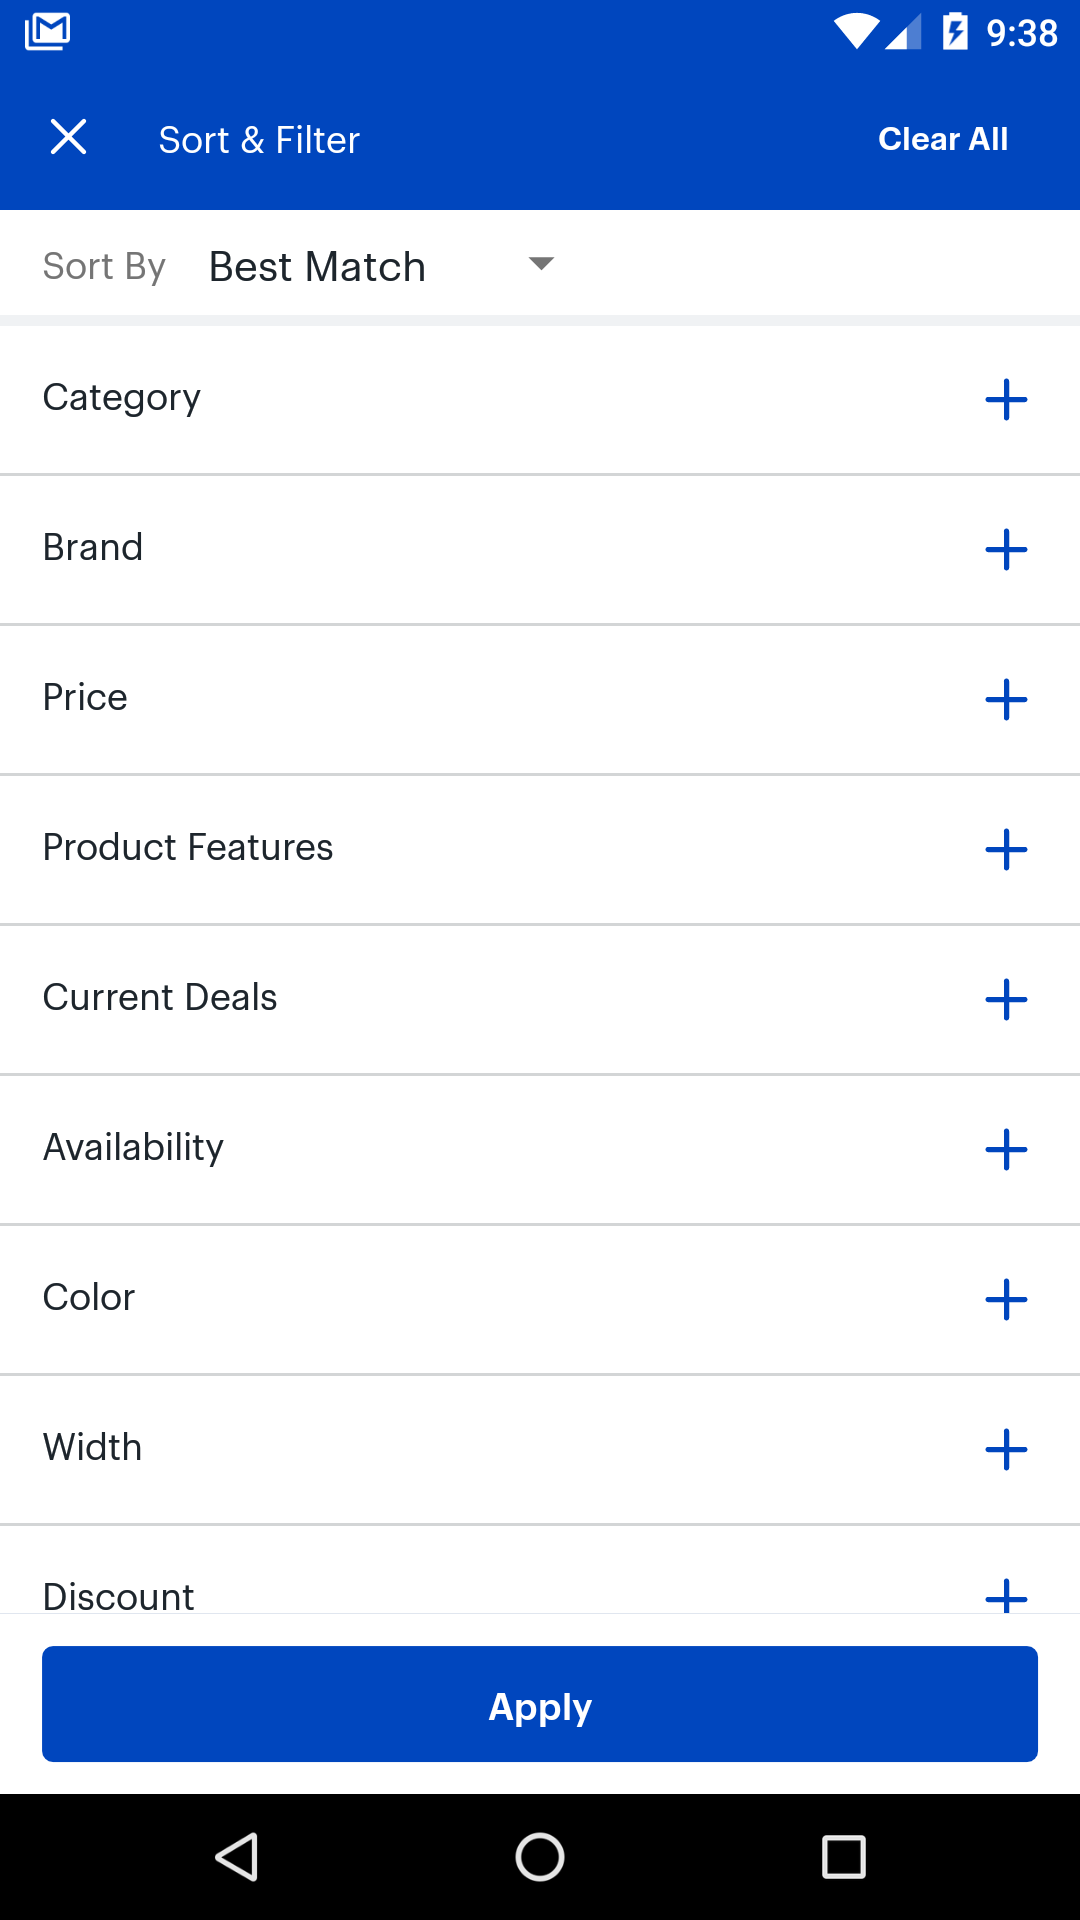 9:38
Sort & Filter
Clear All
Sort By Best Match
Category
Brand
Price
Product Features
Current Deals
Availability
Color
Width
Discount
Apply